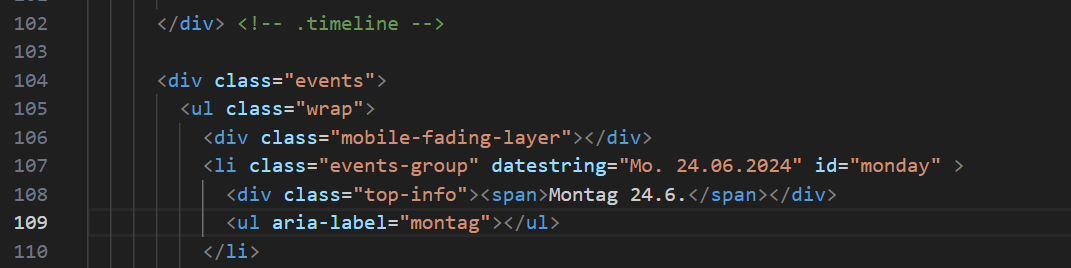 102 </div> <!-- .timeline -->
103
104 <div class="events">
105 <ul class="wrap">
106 <div class="mobile-fading-layer"></div>
107 <li class="events-group" datestring="Mo. 24.06.2024" id="monday" >
108 <div class="top-info"><span>Montag 24.6.</span></div>
109 <ul aria-label="montag"></ul>
110 </li>